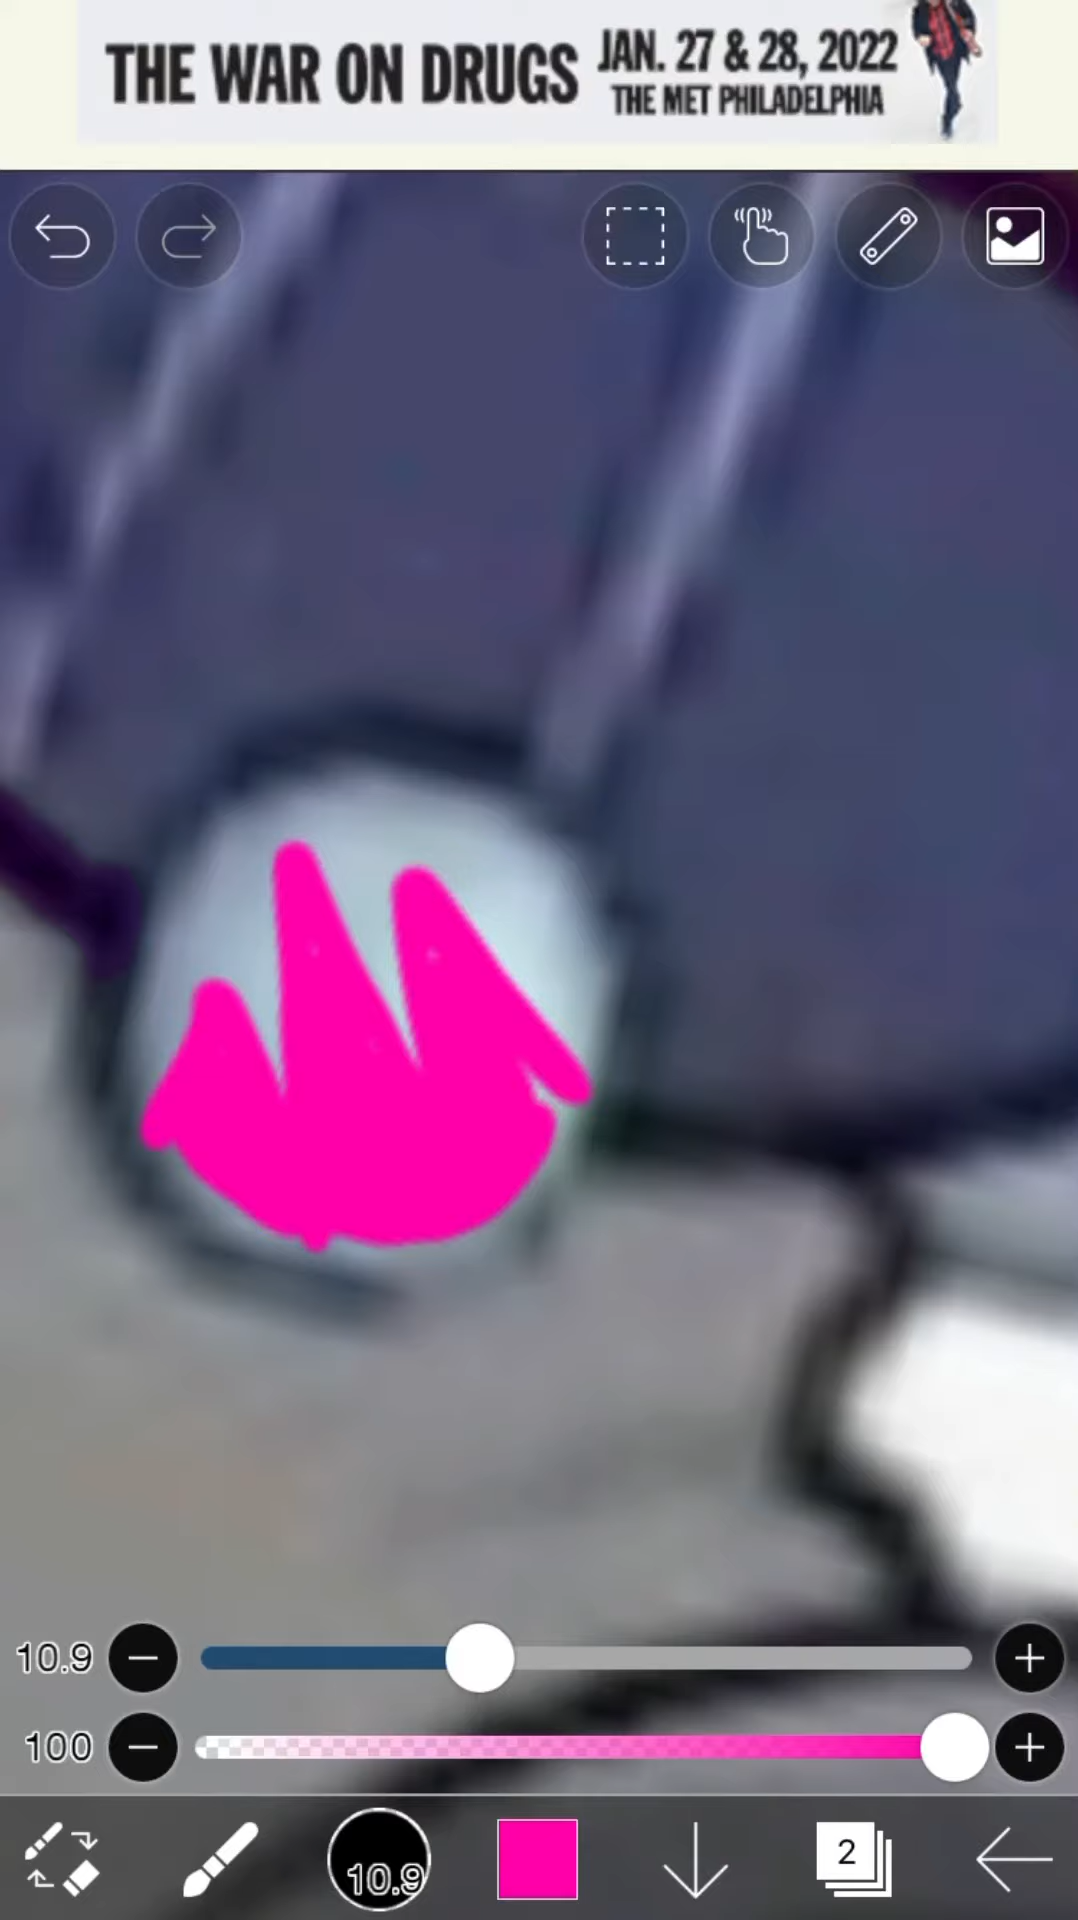 THE WAR ON DRUGS
JAN. 27 & 28, 2022
THE MET PHILADELPHIA
10.9
100
10.9
2